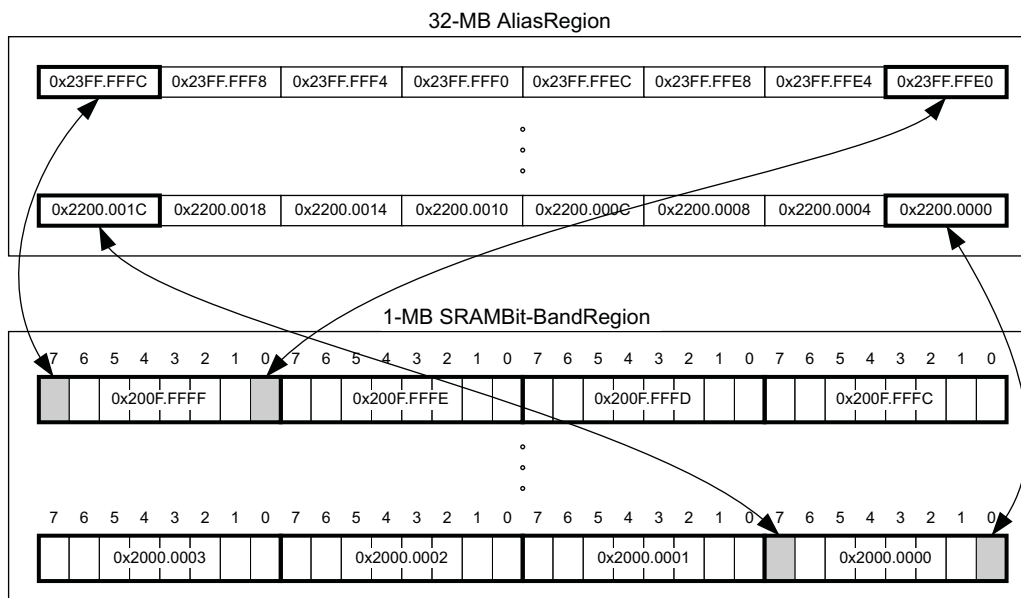 32-MB AliasRegion
0x23FF.FFFC 0x23FF.FFF8 0x23FF.FFF4 0x23FF.FFF0 0x23FF.FFEC 0x23FF.FFE8 0x23FF.FFE4 0x23FF.FFE0
0x2200.001C 0x2200.0018 0x2200.0014 0x2200.0010 0x2200.000C 0x2200.0008 0x2200.0004 0x2200.0000
1-MB SRAMBit-BandRegion
7 6 5 4 3 2 1 0 7 6 5 4 3 2 1 0 7 6 5 4 3 2 1 0 7 6 5 4 3 2 1 0
0x200F.FFFF 0x200F.FFFE 0x200F.FFFD 0x200F.FFFC
7 6 5 4 3 2 1 0 7 6 5 4 3 2 1 0 7 6 5 4 3 2 1 0 7 6 5 4 3 2 1 0
0x2000.0003 0x2000.0002 0x2000.0001 0x2000.0000